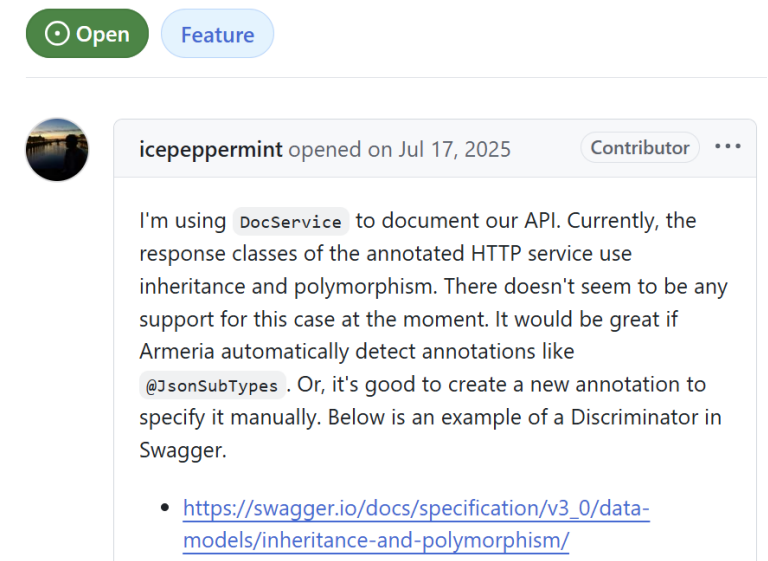 Open Feature
icepeppermint opened on Jul 17, 2025 Contributor ···
I'm using DocService to document our API. Currently, the
response classes of the annotated HTTP service use
inheritance and polymorphism. There doesn't seem to be any
support for this case at the moment. It would be great if
Armeria automatically detect annotations like
@JsonSubTypes . Or, it's good to create a new annotation to
specify it manually. Below is an example of a Discriminator in
Swagger.
• https://swagger.io/docs/specification/v3_0/data-
models/inheritance-and-polymorphism/